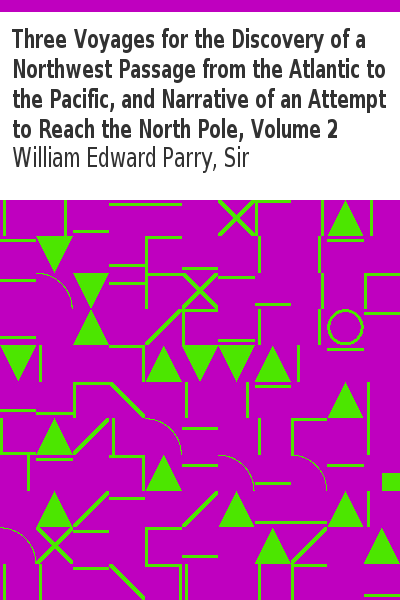 Three Voyages for the Discovery of a
Northwest Passage from the Atlantic to
the Pacific, and Narrative of an Attempt
to Reach the North Pole, Volume 2
William Edward Parry, Sir